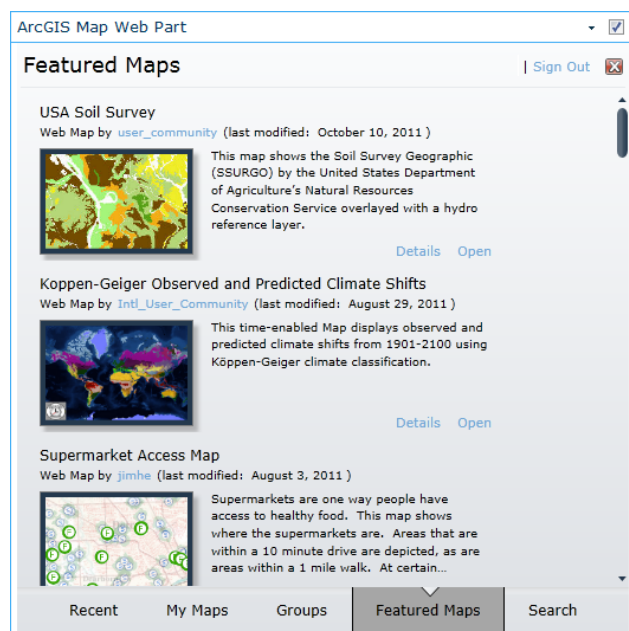 ArcGIS Map Web Part
Featured Maps
| Sign Out
USA Soil Survey
Web Map by user_community (last modified: October 10, 2011 )
This map shows the Soil Survey Geographic
(SSURGO) by the United States Department
of Agriculture's Natural Resources
Conservation Service overlayed with a hydro
reference layer.
Details Open
Koppen-Geiger Observed and Predicted Climate Shifts
Web Map by Intl_User_Community (last modified: August 29, 2011 )
This time-enabled Map displays observed and
predicted climate shifts from 1901-2100 using
Köppen-Geiger climate classification.
Details Open
Supermarket Access Map
Web Map by jimhe (last modified: August 3, 2011 )
Supermarkets are one way people have
access to healthy food. This map shows
where the supermarkets are. Areas that are
within a 10 minute drive are depicted, as are
areas within a 1 mile walk. At certain...
Recent My Maps Groups Featured Maps Search